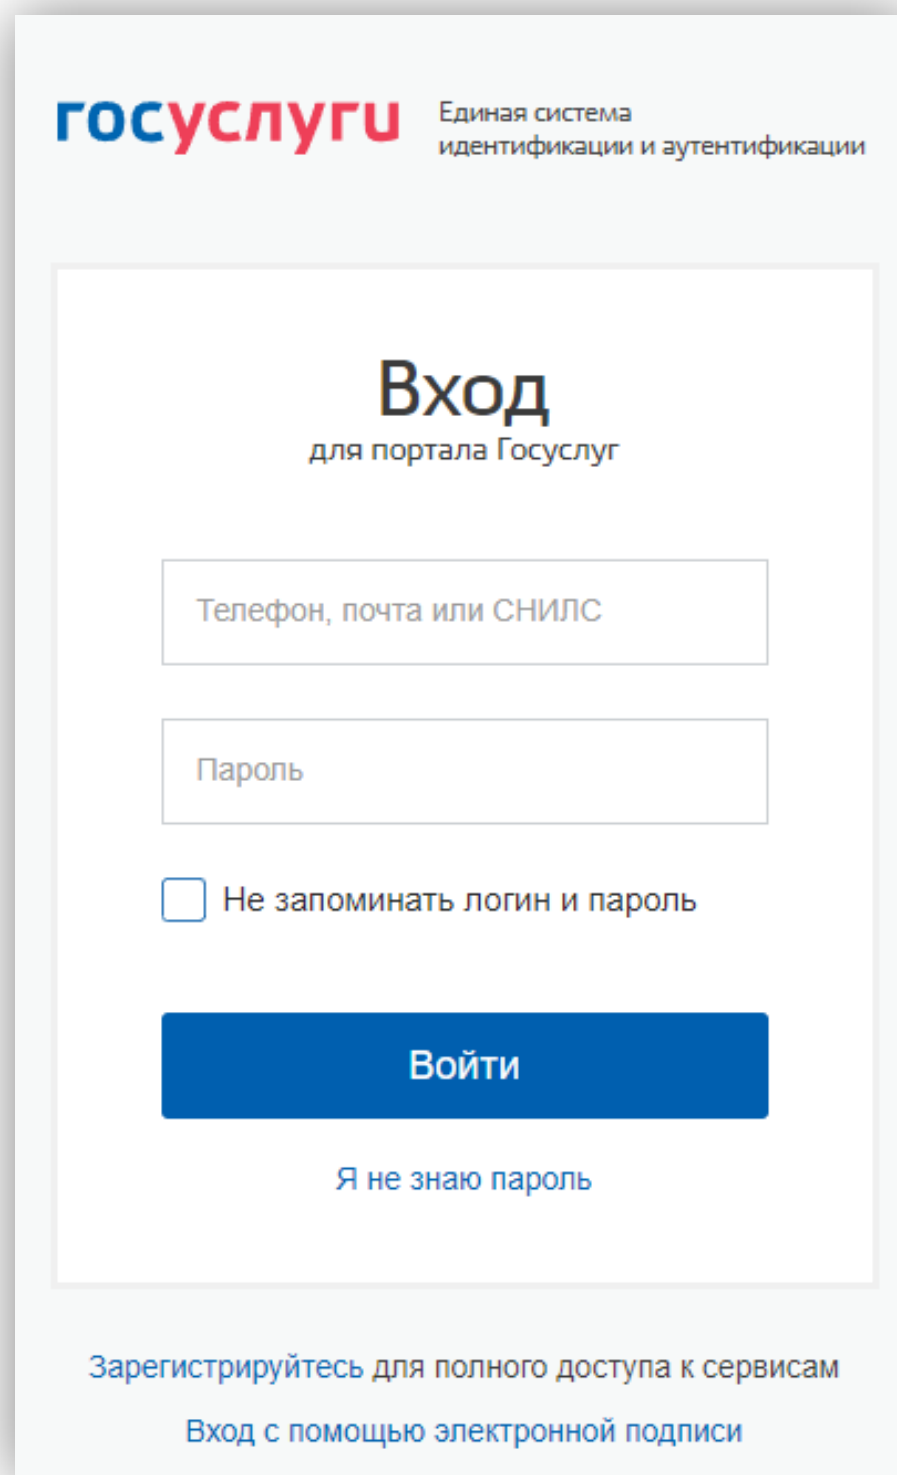 госуслуги
Единая система
идентификации и аутентификации
Вход
для портала Госуслуг
Телефон, почта или СНИЛС
Пароль
Не запоминать логин и пароль
Войти
Я не знаю пароль
Зарегистрируйтесь для полного доступа к сервисам
Вход с помощью электронной подписи